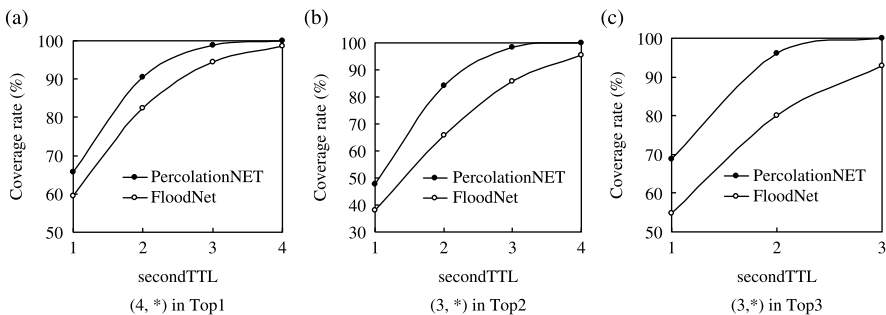 (a)
100
90
80
70
60
50
Coverage rate (%)
PercolationNET
FloodNet
1 2 3 4
secondTTL
(4, *) in Top1
(b)
100
90
80
70
60
50
40
30
Coverage rate (%)
PercolationNET
FloodNet
1 2 3 4
secondTTL
(3, *) in Top2
(c)
100
90
80
70
60
50
Coverage rate (%)
PercolationNET
FloodNet
1 2 3
secondTTL
(3,*) in Top3